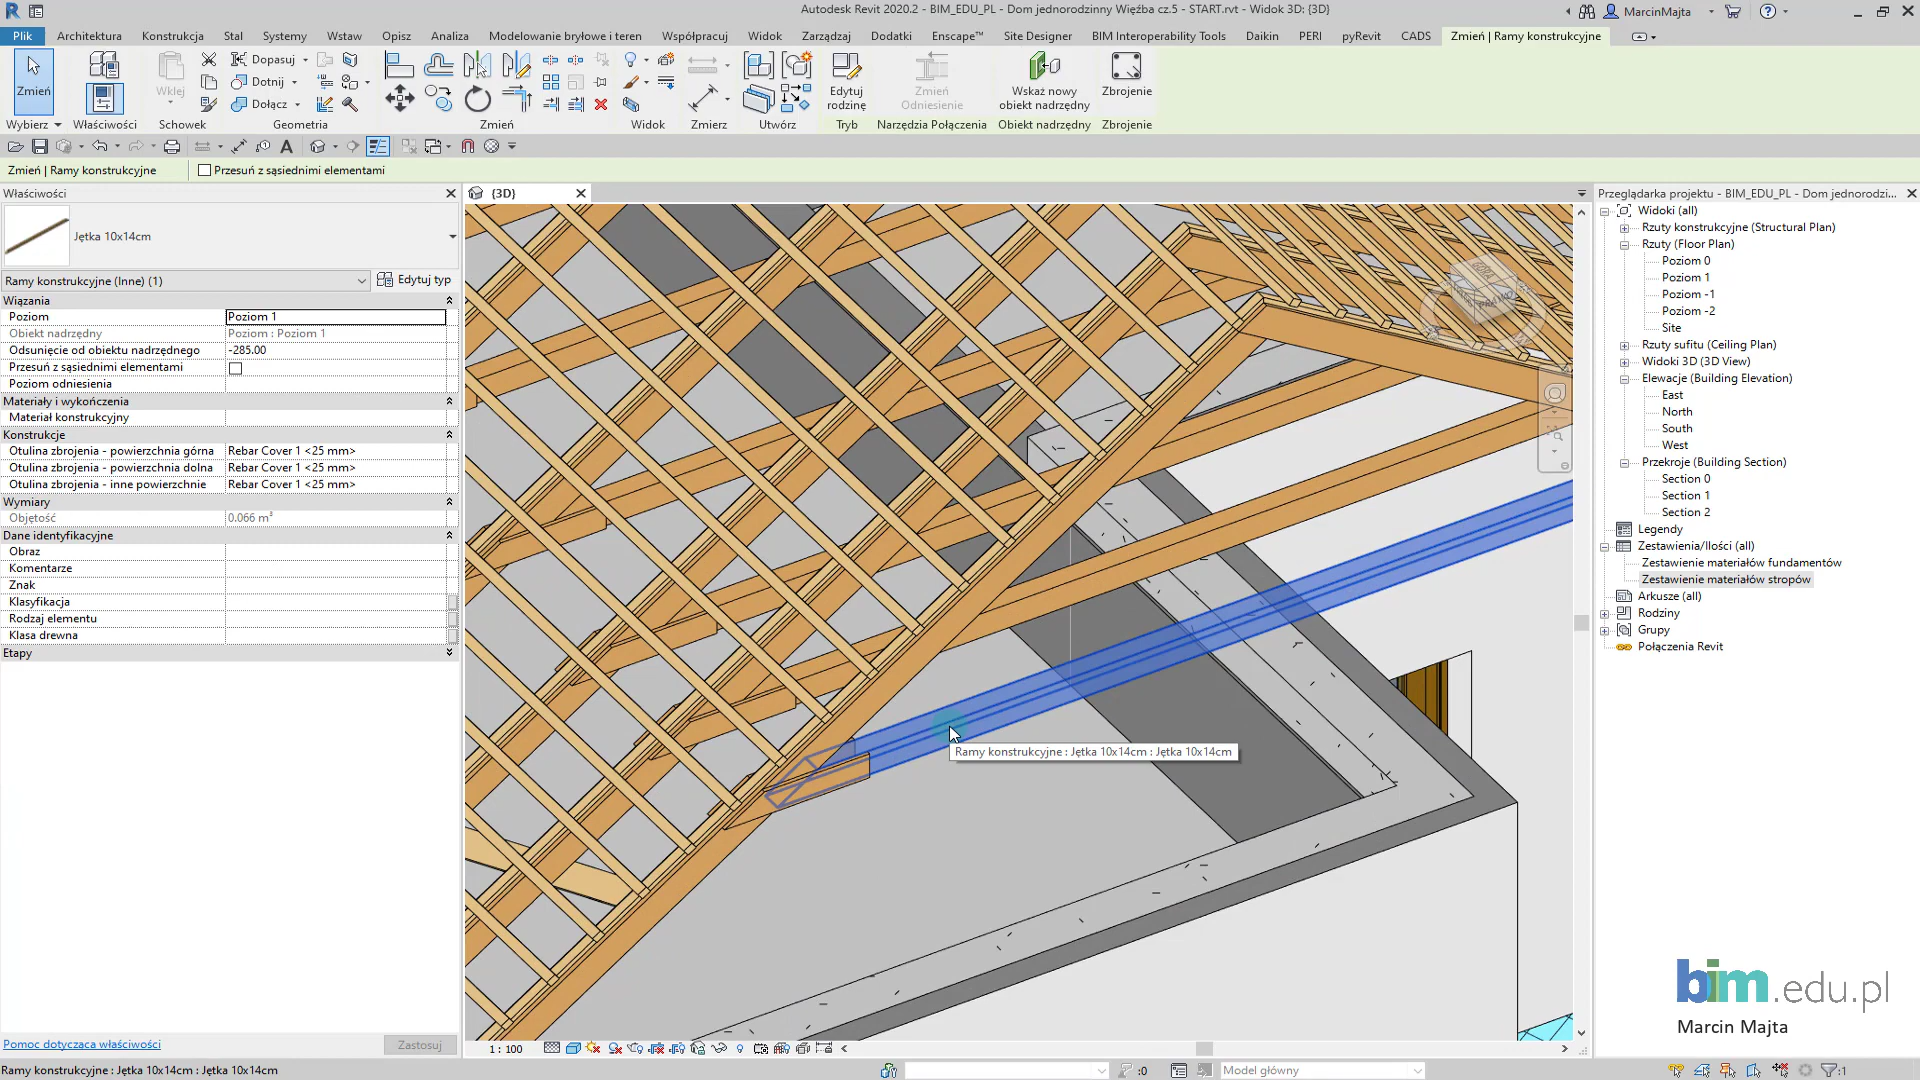 Autodesk Revit 2020.2 - BIM_EDU_PL - Dom jednorodzinny Więźba cz.5 - START.rvt - Widok 3D: {3D}
MarcinMajta
Plik Architektura Konstrukcja Stal Systemy Wstaw Opisz Analiza Modelowanie bryłowe i teren Współpracuj Widok Zarządzaj Dodatki Enscape™ Site Designer BIM Interoperability Tools Daikin PERI pyRevit CADS Zmień | Ramy konstrukcyjne
Zmień
Wklej
Dopasuj
Dotnij
Dołącz
Edytuj rodzinę
Zmień Odniesienie
Wskaż nowy obiekt nadrzędny
Zbrojenie
Wybierz Właściwości Schowek Geometria Zmień Widok Zmierz Utwórz Tryb Narzędzia Połączenia Obiekt nadrzędny Zbrojenie
Zmień | Ramy konstrukcyjne Przesuń z sąsiednimi elementami
Właściwości
Jętka 10x14cm
Ramy konstrukcyjne (Inne) (1) Edytuj typ
Wiązania
Poziom Poziom 1
Obiekt nadrzędny Poziom : Poziom 1
Odsunięcie od obiektu nadrzędnego -285.00
Przesuń z sąsiednimi elementami
Poziom odniesienia
Materiały i wykończenia
Materiał konstrukcyjny
Konstrukcje
Otulina zbrojenia - powierzchnia górna Rebar Cover 1 <25 mm>
Otulina zbrojenia - powierzchnia dolna Rebar Cover 1 <25 mm>
Otulina zbrojenia - inne powierzchnie Rebar Cover 1 <25 mm>
Wymiary
Objętość 0.066 m³
Dane identyfikacyjne
Obraz
Komentarze
Znak
Klasyfikacja
Rodzaj elementu
Klasa drewna
Etapy
Pomoc dotycząca właściwości Zastosuj
{3D}
Ramy konstrukcyjne : Jętka 10x14cm : Jętka 10x14cm
1 : 100
Przeglądarka projektu - BIM_EDU_PL - Dom jednorodzi...
Widoki (all)
Rzuty konstrukcyjne (Structural Plan)
Rzuty (Floor Plan)
Poziom 0
Poziom 1
Poziom -1
Poziom -2
Site
Rzuty sufitu (Ceiling Plan)
Widoki 3D (3D View)
Elewacje (Building Elevation)
East
North
South
West
Przekroje (Building Section)
Section 0
Section 1
Section 2
Legendy
Zestawienia/Ilości (all)
Zestawienie materiałów fundamentów
Zestawienie materiałów stropów
Arkusze (all)
Rodziny
Grupy
Połączenia Revit
bim.edu.pl
Marcin Majta
Ramy konstrukcyjne : Jętka 10x14cm : Jętka 10x14cm :0 Model główny :1